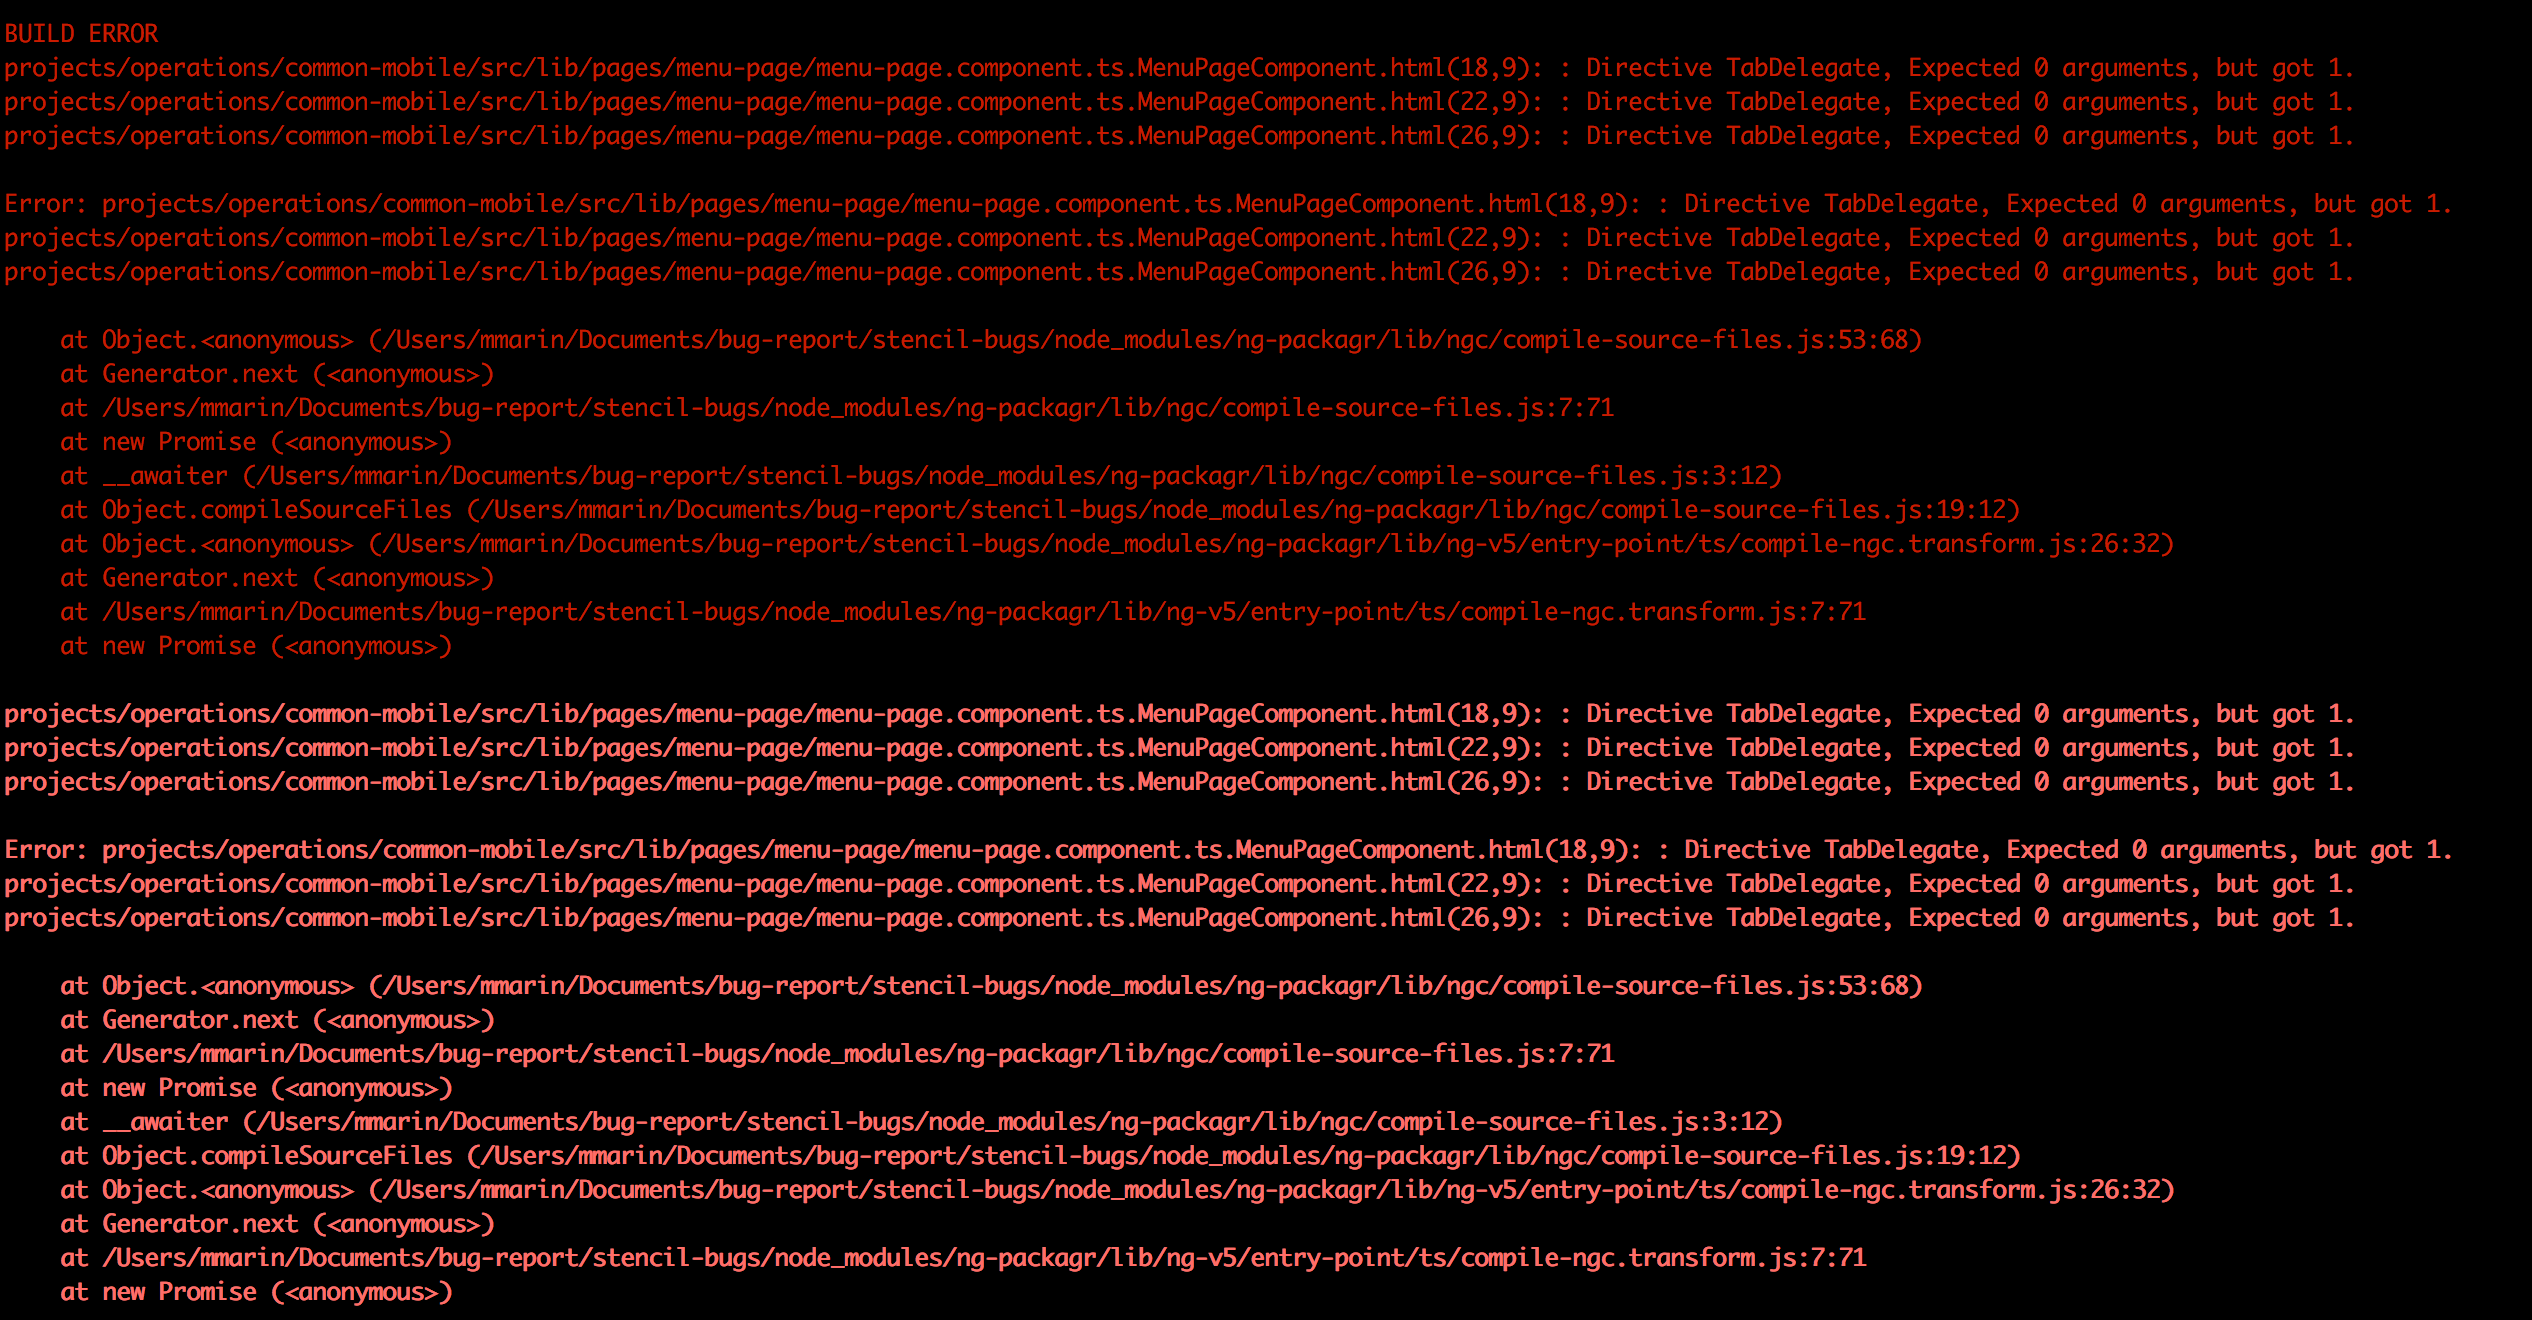 BUILD ERROR
projects/operations/common-mobile/src/lib/pages/menu-page/menu-page.component.ts.MenuPageComponent.html(18,9): : Directive TabDelegate, Expected 0 arguments, but got 1.
projects/operations/common-mobile/src/lib/pages/menu-page/menu-page.component.ts.MenuPageComponent.html(22,9): : Directive TabDelegate, Expected 0 arguments, but got 1.
projects/operations/common-mobile/src/lib/pages/menu-page/menu-page.component.ts.MenuPageComponent.html(26,9): : Directive TabDelegate, Expected 0 arguments, but got 1.
Error: projects/operations/common-mobile/src/lib/pages/menu-page/menu-page.component.ts.MenuPageComponent.html(18,9): : Directive TabDelegate, Expected 0 arguments, but got 1.
projects/operations/common-mobile/src/lib/pages/menu-page/menu-page.component.ts.MenuPageComponent.html(22,9): : Directive TabDelegate, Expected 0 arguments, but got 1.
projects/operations/common-mobile/src/lib/pages/menu-page/menu-page.component.ts.MenuPageComponent.html(26,9): : Directive TabDelegate, Expected 0 arguments, but got 1.
at Object.<anonymous> (/Users/mmarin/Documents/bug-report/stencil-bugs/node_modules/ng-packagr/lib/ngc/compile-source-files.js:53:68)
at Generator.next (<anonymous>)
at /Users/mmarin/Documents/bug-report/stencil-bugs/node_modules/ng-packagr/lib/ngc/compile-source-files.js:7:71
at new Promise (<anonymous>)
at __awaiter (/Users/mmarin/Documents/bug-report/stencil-bugs/node_modules/ng-packagr/lib/ngc/compile-source-files.js:3:12)
at Object.compileSourceFiles (/Users/mmarin/Documents/bug-report/stencil-bugs/node_modules/ng-packagr/lib/ngc/compile-source-files.js:19:12)
at Object.<anonymous> (/Users/mmarin/Documents/bug-report/stencil-bugs/node_modules/ng-packagr/lib/ng-v5/entry-point/ts/compile-ngc.transform.js:26:32)
at Generator.next (<anonymous>)
at /Users/mmarin/Documents/bug-report/stencil-bugs/node_modules/ng-packagr/lib/ng-v5/entry-point/ts/compile-ngc.transform.js:7:71
at new Promise (<anonymous>)
projects/operations/common-mobile/src/lib/pages/menu-page/menu-page.component.ts.MenuPageComponent.html(18,9): : Directive TabDelegate, Expected 0 arguments, but got 1.
projects/operations/common-mobile/src/lib/pages/menu-page/menu-page.component.ts.MenuPageComponent.html(22,9): : Directive TabDelegate, Expected 0 arguments, but got 1.
projects/operations/common-mobile/src/lib/pages/menu-page/menu-page.component.ts.MenuPageComponent.html(26,9): : Directive TabDelegate, Expected 0 arguments, but got 1.
Error: projects/operations/common-mobile/src/lib/pages/menu-page/menu-page.component.ts.MenuPageComponent.html(18,9): : Directive TabDelegate, Expected 0 arguments, but got 1.
projects/operations/common-mobile/src/lib/pages/menu-page/menu-page.component.ts.MenuPageComponent.html(22,9): : Directive TabDelegate, Expected 0 arguments, but got 1.
projects/operations/common-mobile/src/lib/pages/menu-page/menu-page.component.ts.MenuPageComponent.html(26,9): : Directive TabDelegate, Expected 0 arguments, but got 1.
at Object.<anonymous> (/Users/mmarin/Documents/bug-report/stencil-bugs/node_modules/ng-packagr/lib/ngc/compile-source-files.js:53:68)
at Generator.next (<anonymous>)
at /Users/mmarin/Documents/bug-report/stencil-bugs/node_modules/ng-packagr/lib/ngc/compile-source-files.js:7:71
at new Promise (<anonymous>)
at __awaiter (/Users/mmarin/Documents/bug-report/stencil-bugs/node_modules/ng-packagr/lib/ngc/compile-source-files.js:3:12)
at Object.compileSourceFiles (/Users/mmarin/Documents/bug-report/stencil-bugs/node_modules/ng-packagr/lib/ngc/compile-source-files.js:19:12)
at Object.<anonymous> (/Users/mmarin/Documents/bug-report/stencil-bugs/node_modules/ng-packagr/lib/ng-v5/entry-point/ts/compile-ngc.transform.js:26:32)
at Generator.next (<anonymous>)
at /Users/mmarin/Documents/bug-report/stencil-bugs/node_modules/ng-packagr/lib/ng-v5/entry-point/ts/compile-ngc.transform.js:7:71
at new Promise (<anonymous>)